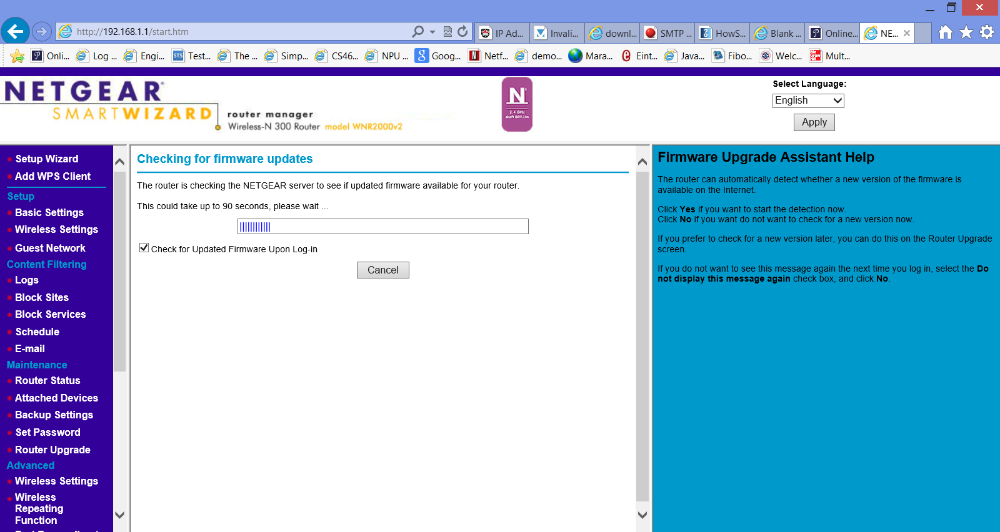 http://192.168.1.1/start.htm
IP Ad...
Invali...
downl...
SMTP ...
HowS...
Blank ...
Online...
NE...
Onli...
Log ...
Engi...
STS
Test...
The ...
Simp...
CS46...
NPU ...
Goog...
Netf...
demo...
Mara...
Eint...
Java...
Fibo...
Welc...
Mult...
NETGEAR
SMARTWIZARD
router manager
Wireless-N 300 Router model WNR2000v2
N
2.4 GHz
draft 802.11n
Select Language:
English
Apply
Setup Wizard
Add WPS Client
Setup
Basic Settings
Wireless Settings
Guest Network
Content Filtering
Logs
Block Sites
Block Services
Schedule
E-mail
Maintenance
Router Status
Attached Devices
Backup Settings
Set Password
Router Upgrade
Advanced
Wireless Settings
Wireless
Repeating
Function
Checking for firmware updates
The router is checking the NETGEAR server to see if updated firmware available for your router.
This could take up to 90 seconds, please wait ...
Check for Updated Firmware Upon Log-in
Cancel
Firmware Upgrade Assistant Help
The router can automatically detect whether a new version of the firmware is
available on the Internet.
Click Yes if you want to start the detection now.
Click No if you want do not want to check for a new version now.
If you prefer to check for a new version later, you can do this on the Router Upgrade
screen.
If you do not want to see this message again the next time you log in, select the Do
not display this message again check box, and click No.